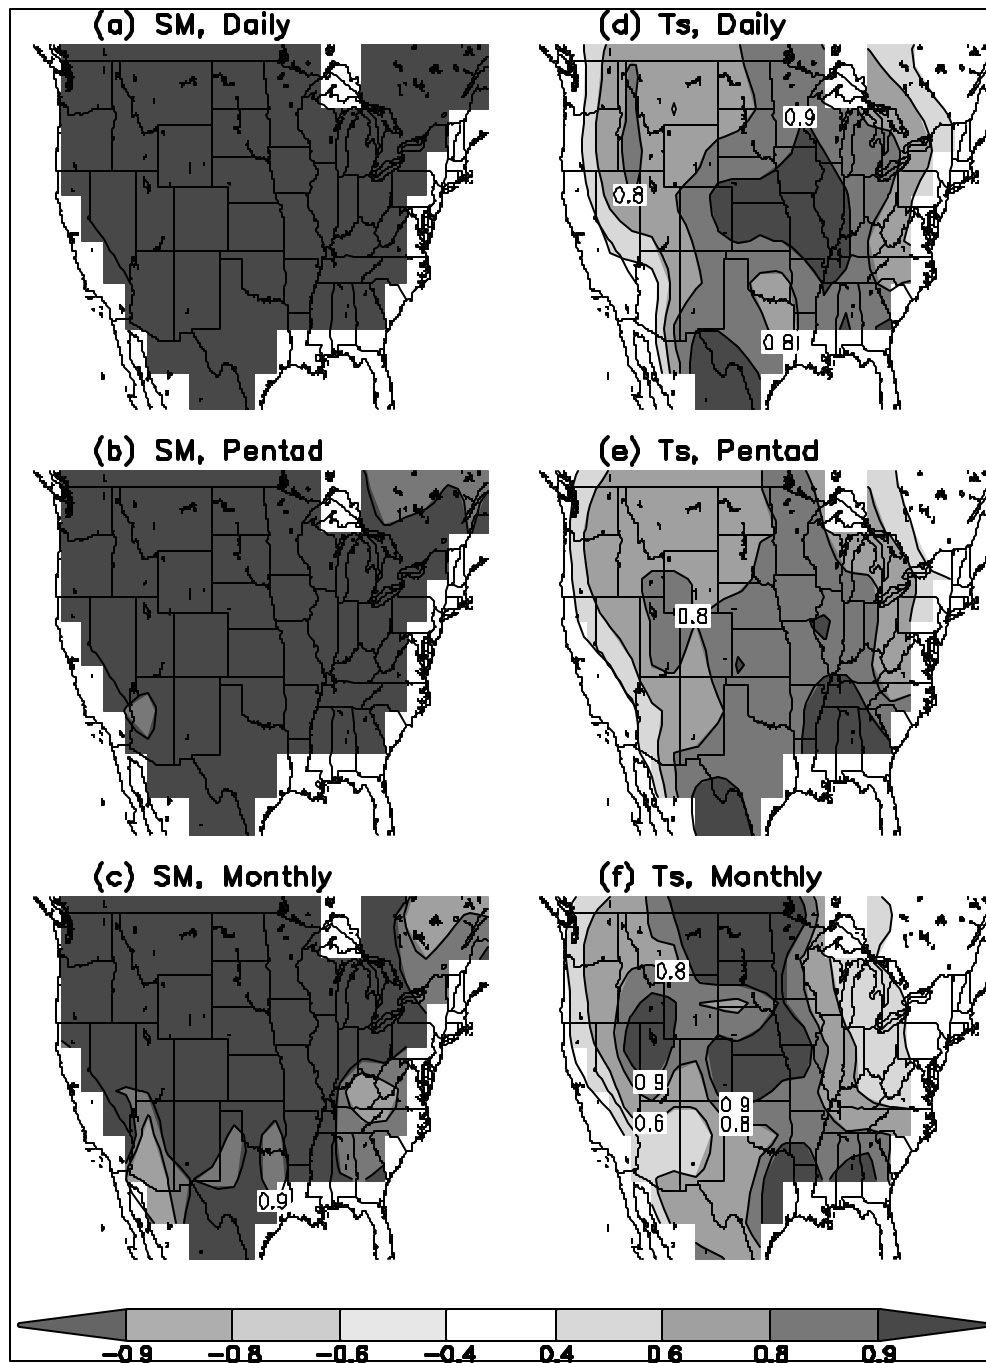 (a) SM, Daily
(d) Ts, Daily
0.9
0.8
0.8
(b) SM, Pentad
(e) Ts, Pentad
0.8
(c) SM, Monthly
(f) Ts, Monthly
0.8
0.9
0.9
0.6
0.8
0.9
-0.9 -0.8 -0.6 -0.4 0.4 0.6 0.8 0.9